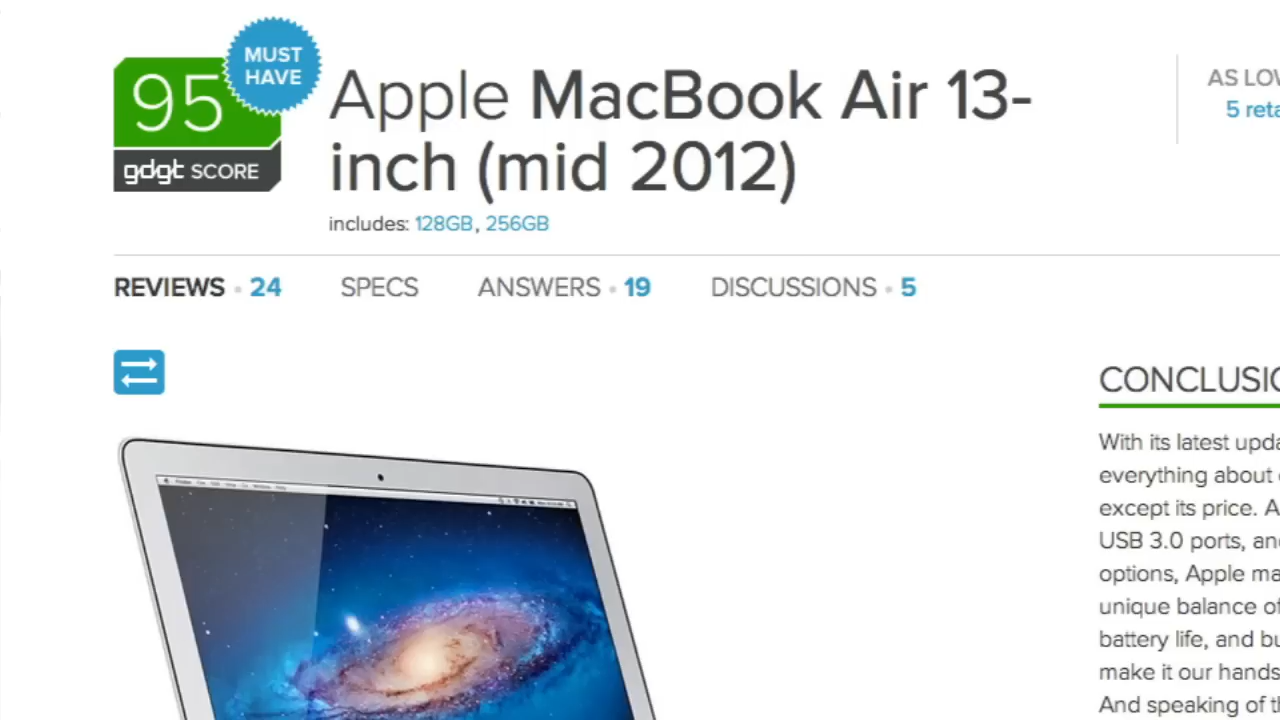 MUST
HAVE
95
gdgt SCORE
Apple MacBook Air 13-
inch (mid 2012)
includes: 128GB, 256GB
AS LOW
5 reta
REVIEWS • 24
SPECS
ANSWERS • 19
DISCUSSIONS • 5
CONCLUSIO
With its latest upda
everything about
except its price. A
USB 3.0 ports, and
options, Apple ma
unique balance of
battery life, and bu
make it our hands
And speaking of t